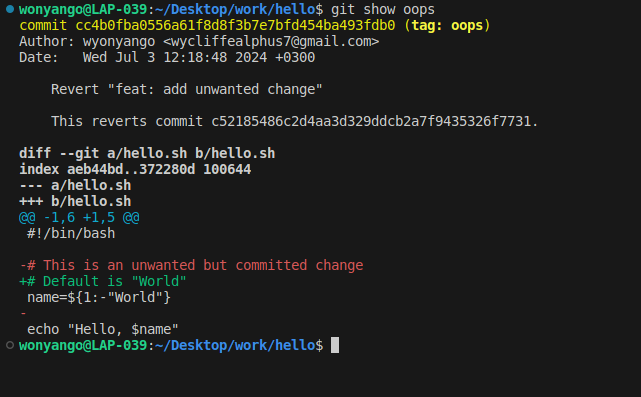 wonyango@LAP-039:~/Desktop/work/hello$ git show oops
commit cc4b0fba0556a61f8d8f3b7e7bfd454ba493fdb0 (tag: oops)
Author: wyonyango <wycliffealphus7@gmail.com>
Date:   Wed Jul 3 12:18:48 2024 +0300

    Revert "feat: add unwanted change"

    This reverts commit c52185486c2d4aa3d329ddcb2a7f9435326f7731.

diff --git a/hello.sh b/hello.sh
index aeb44bd..372280d 100644
--- a/hello.sh
+++ b/hello.sh
@@ -1,6 +1,5 @@
 #!/bin/bash

-# This is an unwanted but committed change
+# Default is "World"
 name=${1:-"World"}
-
 echo "Hello, $name"
wonyango@LAP-039:~/Desktop/work/hello$